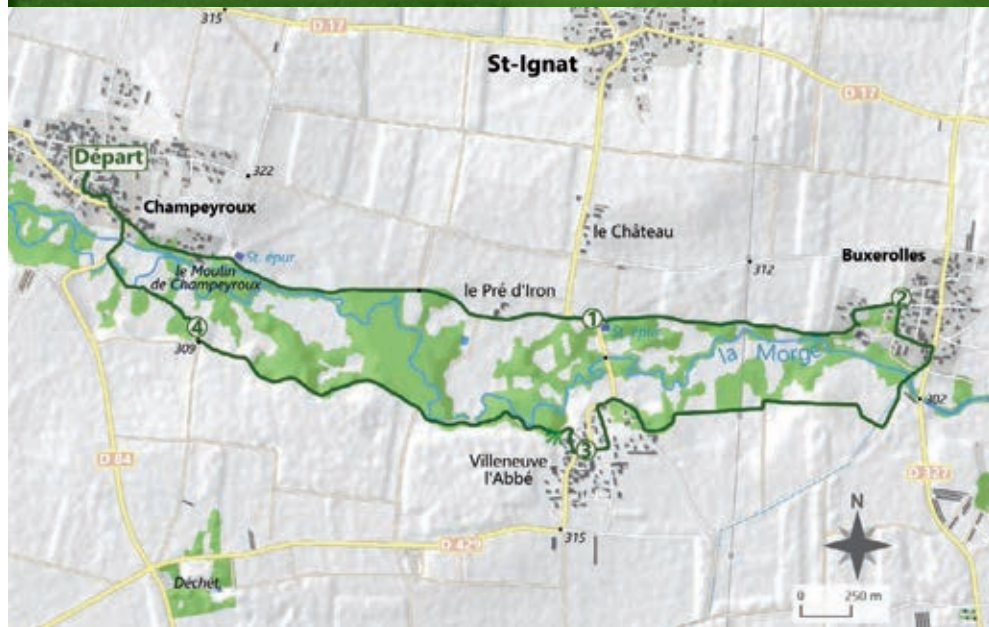 315
D 17
St-Ignat
D 17
Départ
322
Champeyroux
le Château
St. épur.
312
Buxerolles
le Moulin
de Champeyroux
le Pré d'Iron
2
1
St. épur.
4
la Morge
309
302
3
Villeneuve
l'Abbé
D 84
D 327
N
315
Déchet.
0
250 m